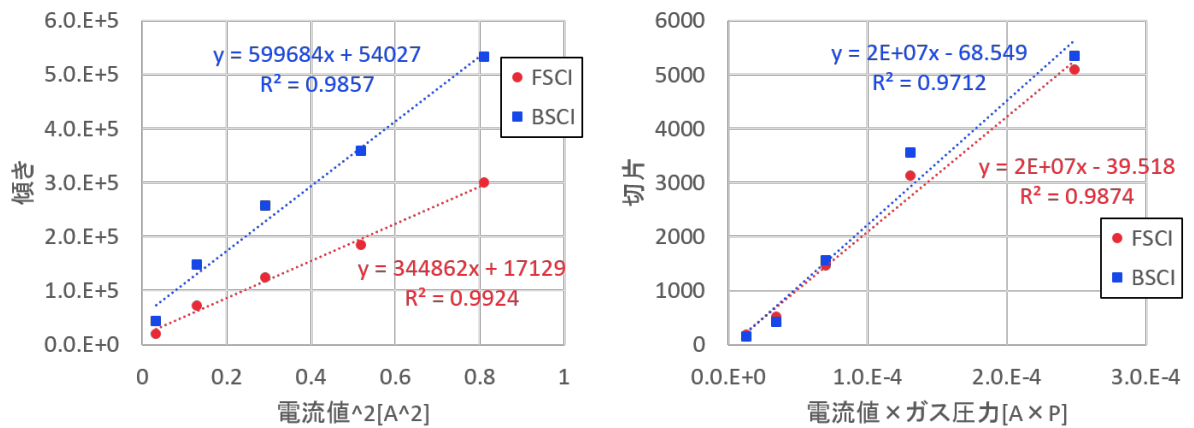 6.0.E+5
5.0.E+5
4.0.E+5
3.0.E+5
2.0.E+5
1.0.E+5
0.0.E+0
傾き
y = 599684x + 54027
R² = 0.9857
FSCI
BSCI
y = 344862x + 17129
R² = 0.9924
0 0.2 0.4 0.6 0.8 1
電流値^2[A^2]
6000
5000
4000
3000
2000
1000
0
切片
y = 2E+07x - 68.549
R² = 0.9712
y = 2E+07x - 39.518
R² = 0.9874
FSCI
BSCI
0.0.E+0 1.0.E-4 2.0.E-4 3.0.E-4
電流値×ガス圧力[A×P]